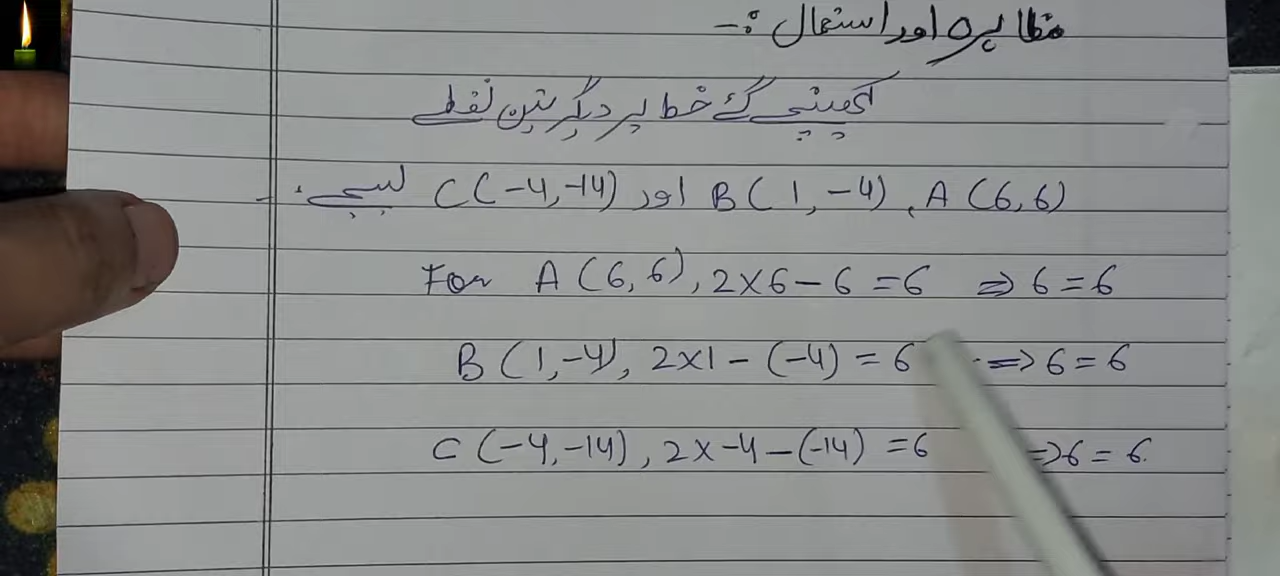 مظاہرہ اور استعمال :-
کھینچی گئے خط پر دیگر تین نقطے
A (6,6) , B (1, -4) اور C (-4, -14) لیجیے۔
For A (6,6), 2×6 - 6 = 6 ⇒ 6 = 6
B (1, -4), 2×1 - (-4) = 6 ⇒ 6 = 6
C (-4, -14), 2× -4 - (-14) = 6 ⇒ 6 = 6.